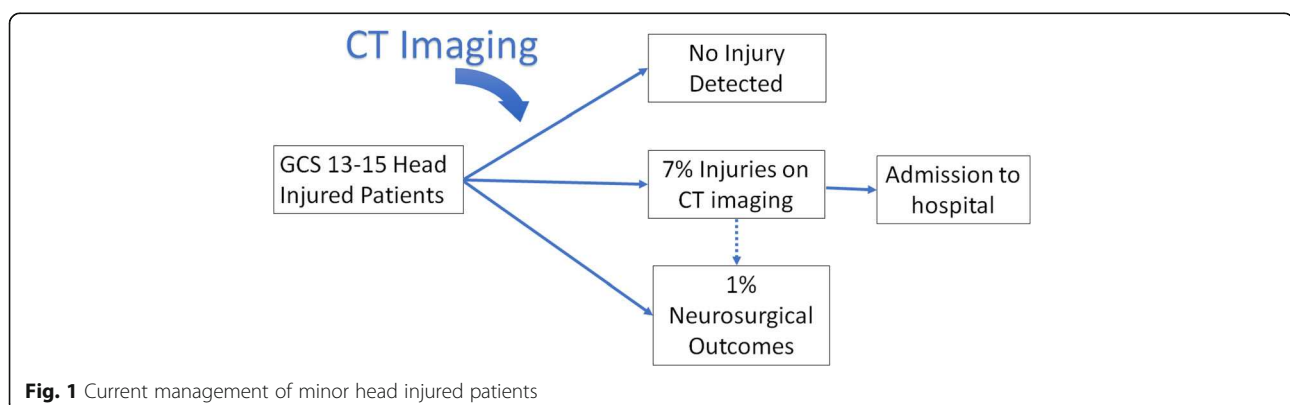 CT Imaging
No Injury
Detected
GCS 13-15 Head
Injured Patients
7% Injuries on
CT imaging
Admission to
hospital
1%
Neurosurgical
Outcomes
Fig. 1 Current management of minor head injured patients